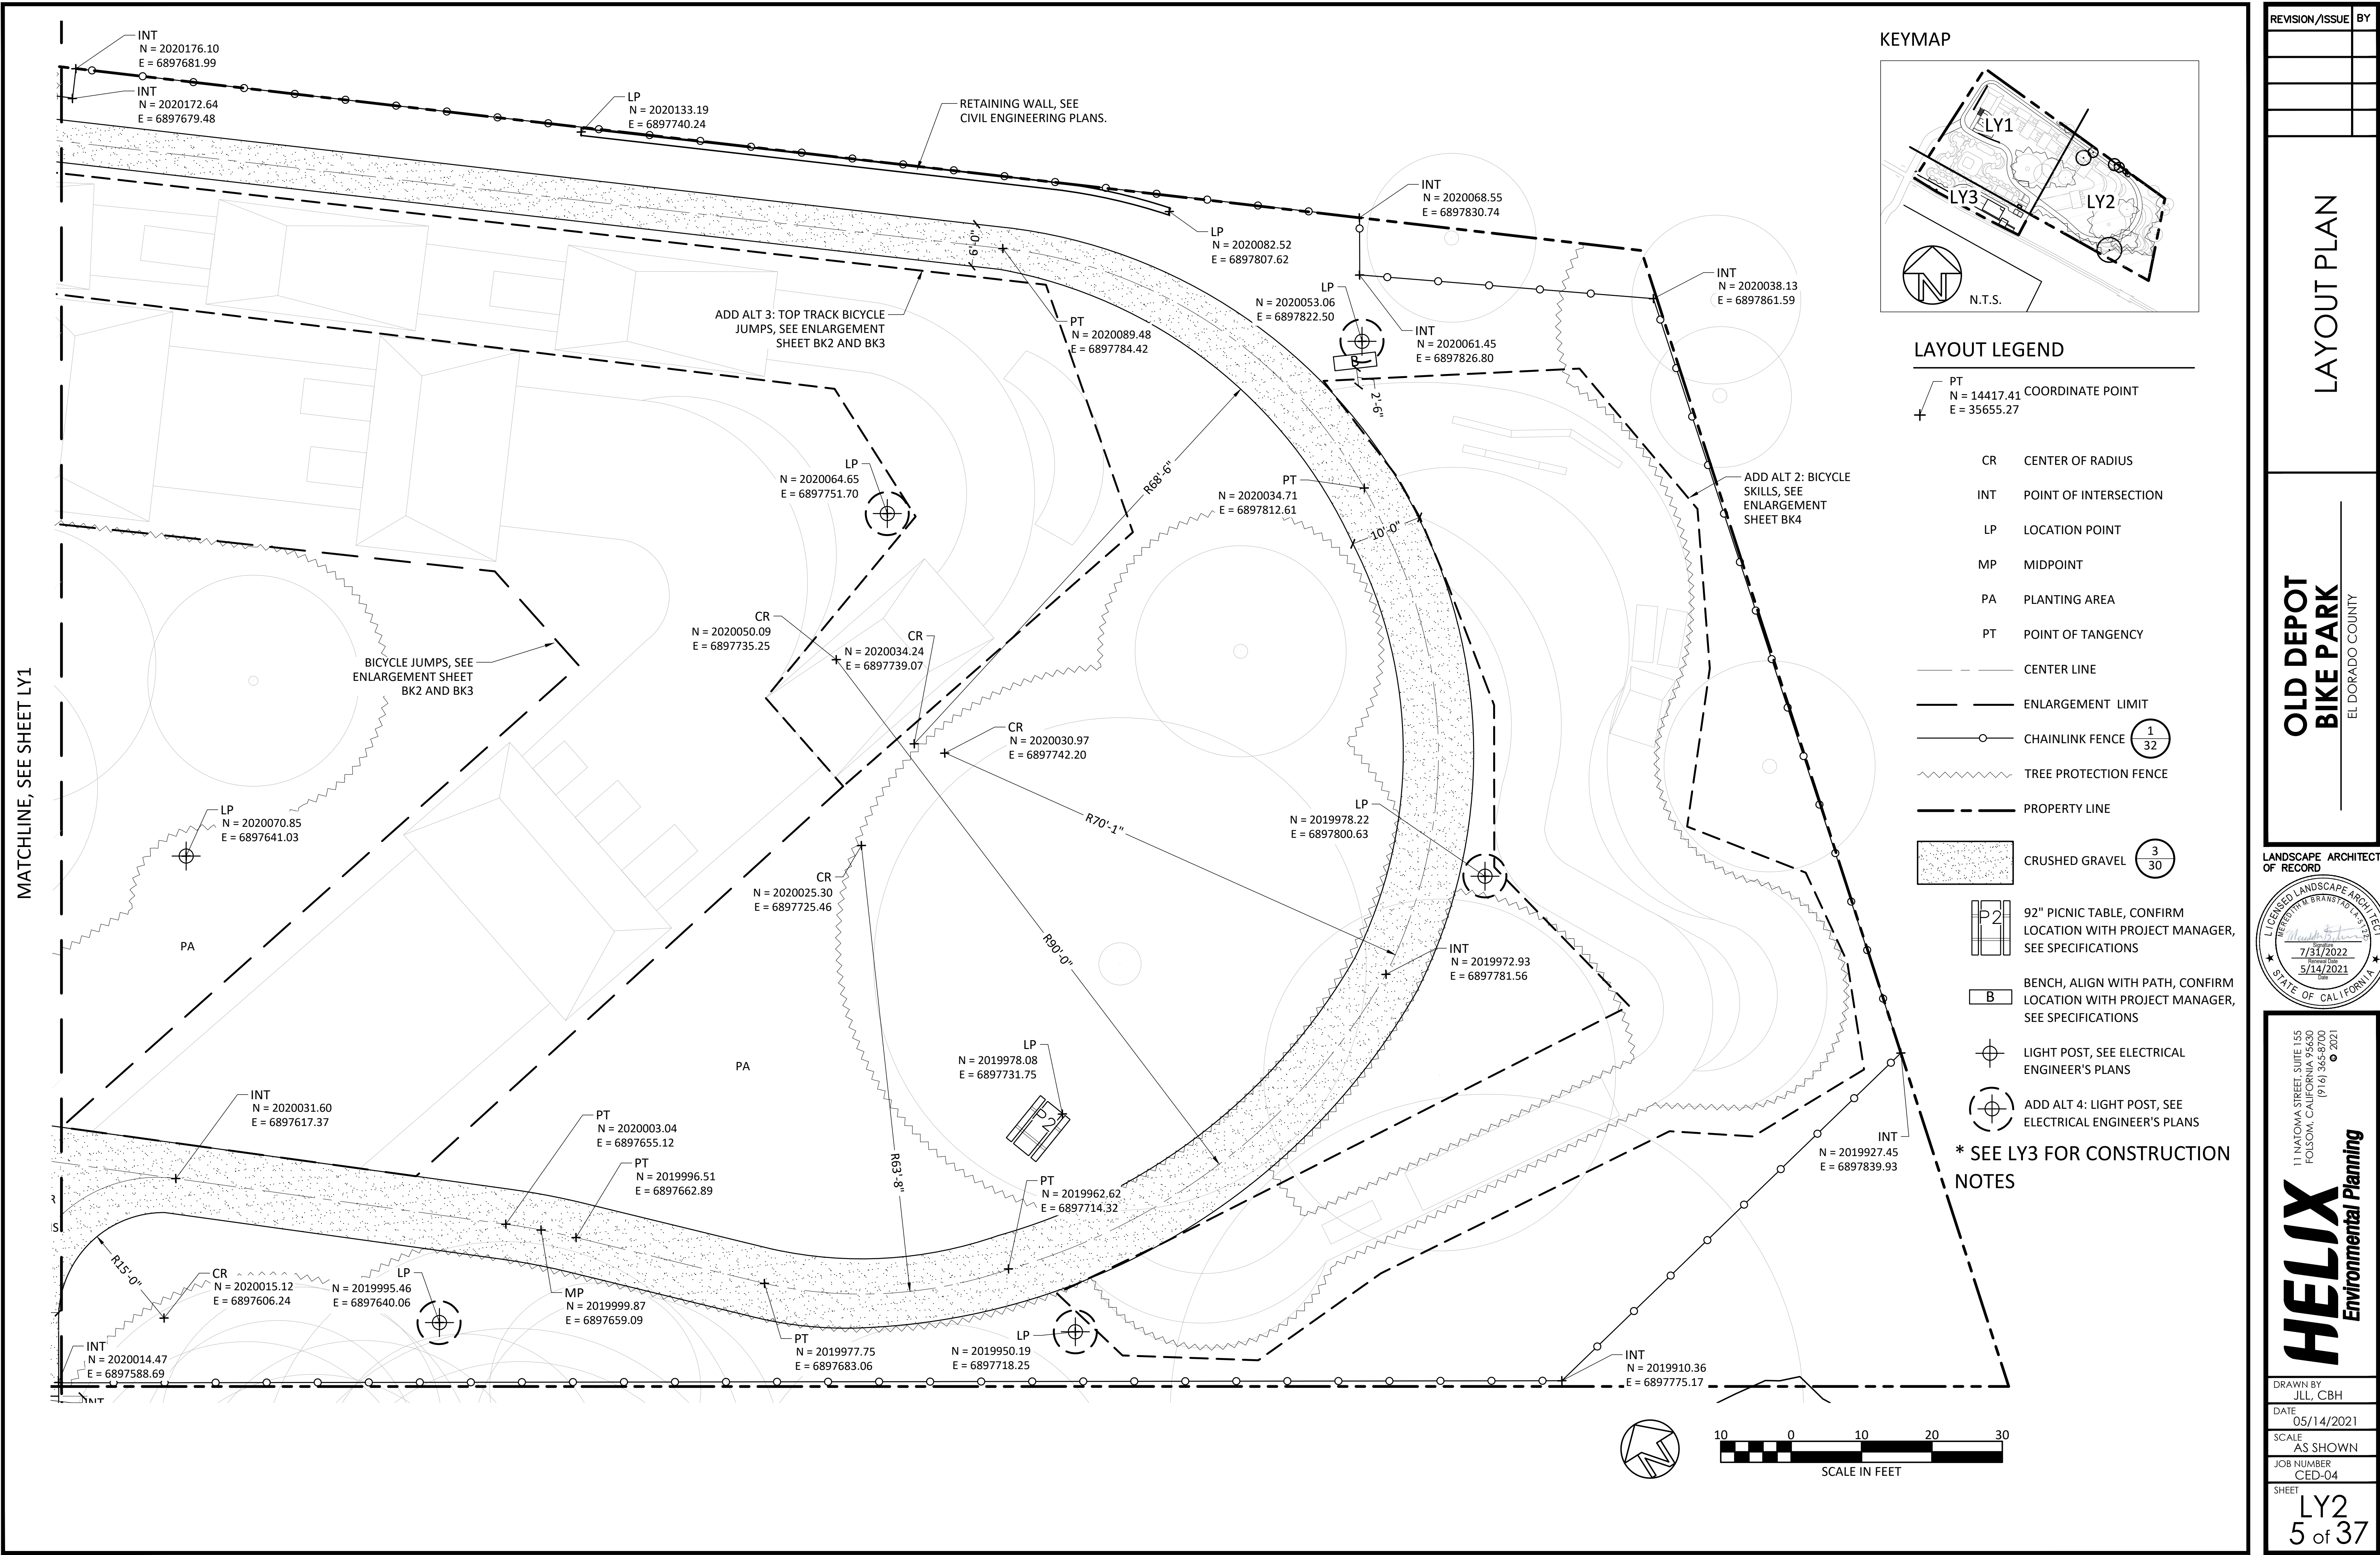 INT
N = 2020176.10
E = 6897681.99
INT
N = 2020172.64
E = 6897679.48
LP
N = 2020133.19
E = 6897740.24
RETAINING WALL, SEE
CIVIL ENGINEERING PLANS.
INT
N = 2020068.55
E = 6897830.74
LP
N = 2020082.52
E = 6897807.62
6'-0"
INT
N = 2020038.13
E = 6897861.59
LP
N = 2020053.06
E = 6897822.50
ADD ALT 3: TOP TRACK BICYCLE
JUMPS, SEE ENLARGEMENT
SHEET BK2 AND BK3
PT
N = 2020089.48
E = 6897784.42
INT
N = 2020061.45
E = 6897826.80
B
2'-6"
LP
N = 2020064.65
E = 6897751.70
R68'-6"
PT
N = 2020034.71
E = 6897812.61
10'-0"
ADD ALT 2: BICYCLE
SKILLS, SEE
ENLARGEMENT
SHEET BK4
CR
N = 2020050.09
E = 6897735.25
CR
N = 2020034.24
E = 6897739.07
BICYCLE JUMPS, SEE
ENLARGEMENT SHEET
BK2 AND BK3
MATCHLINE, SEE SHEET LY1
CR
N = 2020030.97
E = 6897742.20
R70'-1"
LP
N = 2020070.85
E = 6897641.03
LP
N = 2019978.22
E = 6897800.63
CR
N = 2020025.30
E = 6897725.46
PA
R90'-0"
INT
N = 2019972.93
E = 6897781.56
PA
LP
N = 2019978.08
E = 6897731.75
P2
INT
N = 2020031.60
E = 6897617.37
PT
N = 2020003.04
E = 6897655.12
PT
N = 2019996.51
E = 6897662.89
R63'-8"
PT
N = 2019962.62
E = 6897714.32
INT
N = 2019927.45
E = 6897839.93
R
S
R15'-0"
CR
N = 2020015.12
E = 6897606.24
LP
N = 2019995.46
E = 6897640.06
MP
N = 2019999.87
E = 6897659.09
PT
N = 2019977.75
E = 6897683.06
LP
N = 2019950.19
E = 6897718.25
INT
N = 2020014.47
E = 6897588.69
INT
INT
N = 2019910.36
E = 6897775.17
N
10 0 10 20 30
SCALE IN FEET
KEYMAP
LY1
LY2
LY3
N
N.T.S.
LAYOUT LEGEND
PT
N = 14417.41
E = 35655.27
COORDINATE POINT
CR CENTER OF RADIUS
INT POINT OF INTERSECTION
LP LOCATION POINT
MP MIDPOINT
PA PLANTING AREA
PT POINT OF TANGENCY
CENTER LINE
ENLARGEMENT LIMIT
CHAINLINK FENCE 1
32
TREE PROTECTION FENCE
PROPERTY LINE
CRUSHED GRAVEL 3
30
P2
92" PICNIC TABLE, CONFIRM
LOCATION WITH PROJECT MANAGER,
SEE SPECIFICATIONS
B
BENCH, ALIGN WITH PATH, CONFIRM
LOCATION WITH PROJECT MANAGER,
SEE SPECIFICATIONS
LIGHT POST, SEE ELECTRICAL
ENGINEER'S PLANS
ADD ALT 4: LIGHT POST, SEE
ELECTRICAL ENGINEER'S PLANS
* SEE LY3 FOR CONSTRUCTION
NOTES
REVISION/ISSUE BY
LAYOUT PLAN
OLD DEPOT
BIKE PARK
EL DORADO COUNTY
LANDSCAPE ARCHITECT
OF RECORD
LICENSED LANDSCAPE ARCHITECT
MEREDITH M. BRANSTAD LA-5122
Signature
7/31/2022
Renewal Date
5/14/2021
Date
STATE OF CALIFORNIA
11 NATOMA STREET, SUITE 155
FOLSOM, CALIFORNIA 95630
(916) 365-8700
© 2021
HELIX
Environmental Planning
DRAWN BY
JLL, CBH
DATE
05/14/2021
SCALE
AS SHOWN
JOB NUMBER
CED-04
SHEET
LY2
5 of 37